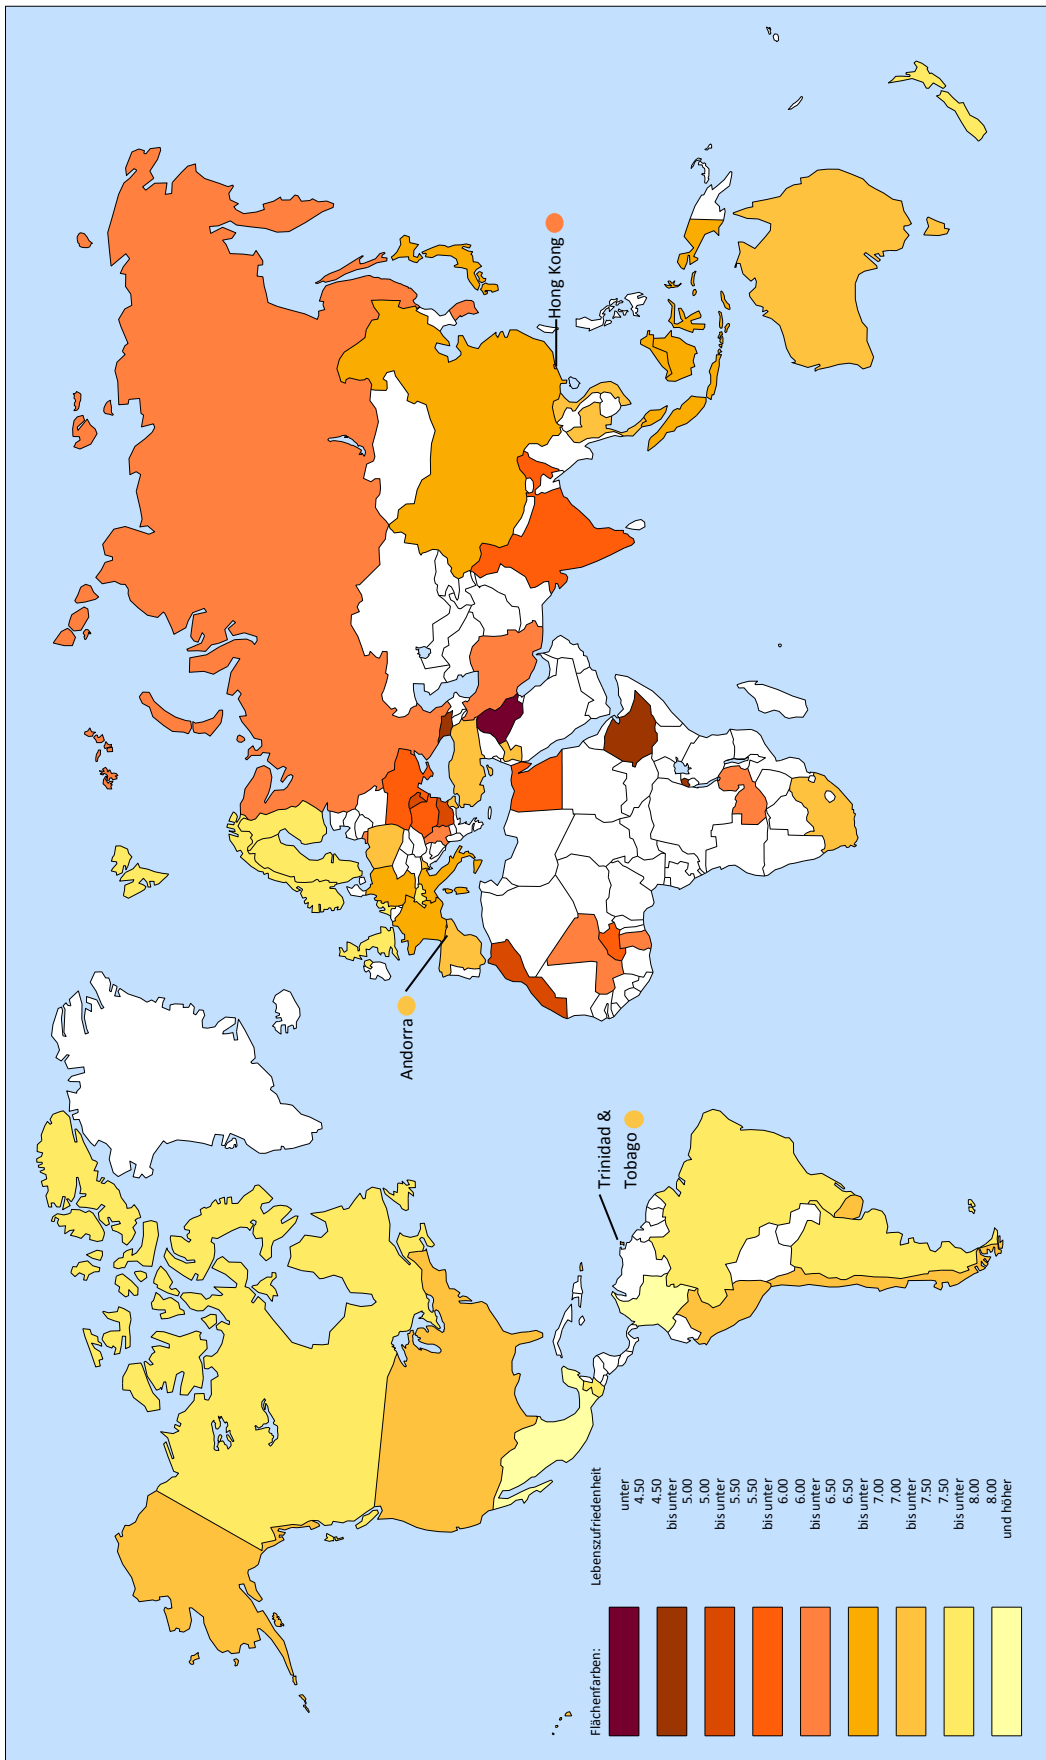 Hong Kong
Andorra
Trinidad &
Tobago
Flächenfarben:
Lebenszufriedenheit
unter
4.50
4.50
bis unter
5.00
5.00
bis unter
5.50
5.50
bis unter
6.00
6.00
bis unter
6.50
6.50
bis unter
7.00
7.00
bis unter
7.50
7.50
bis unter
8.00
8.00
und höher